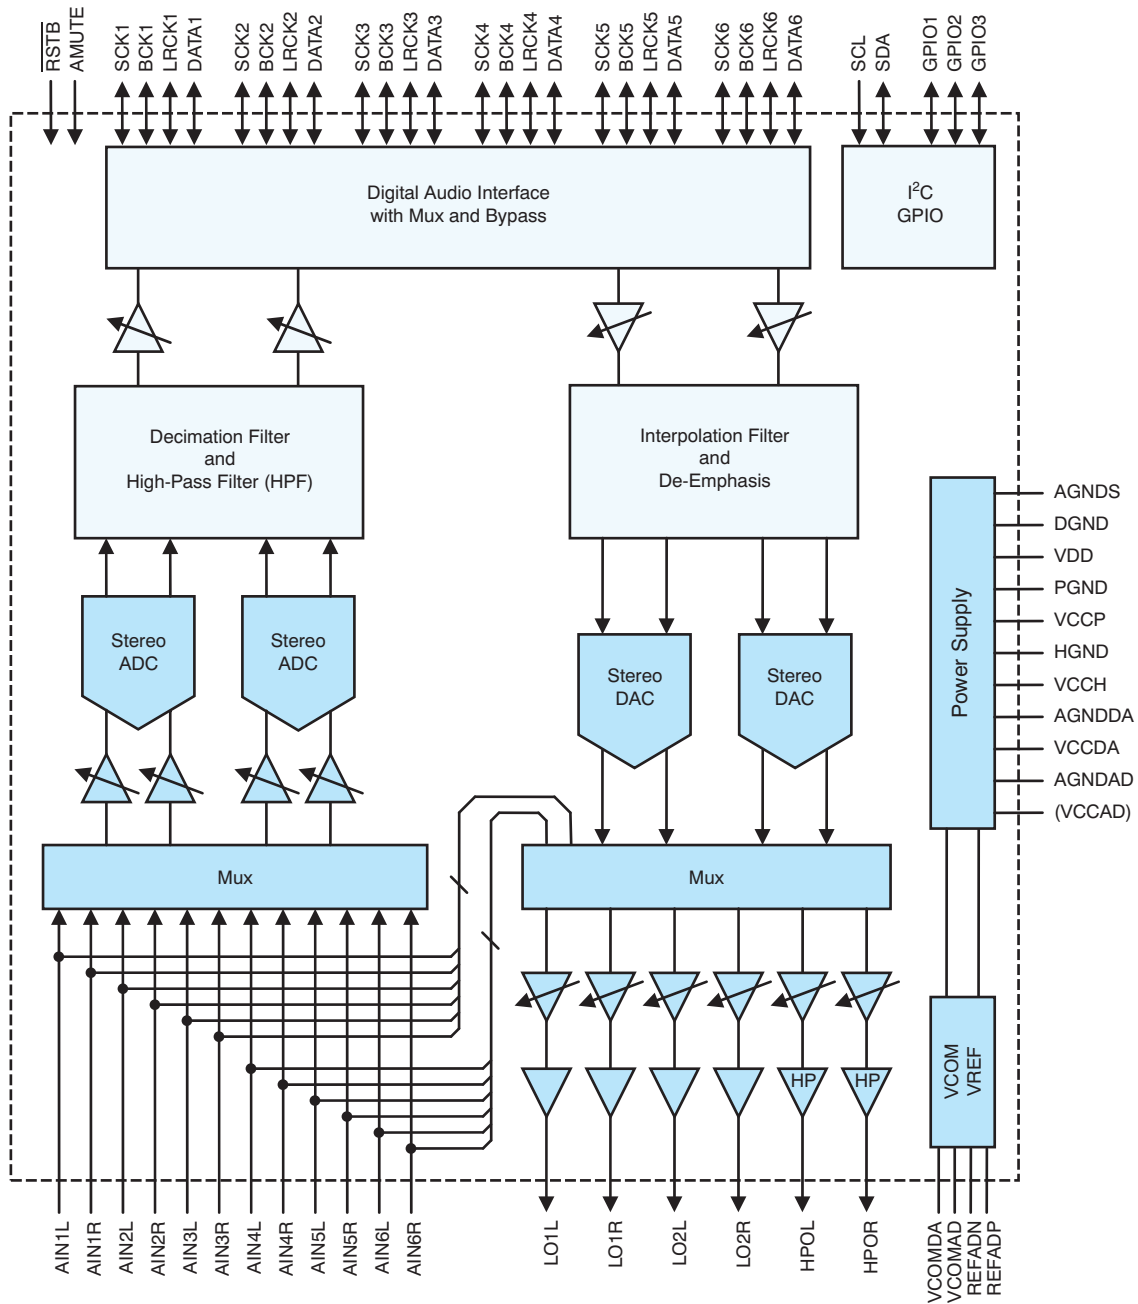 RSTB
AMUTE
SCK1
BCK1
LRCK1
DATA1
SCK2
BCK2
LRCK2
DATA2
SCK3
BCK3
LRCK3
DATA3
SCK4
BCK4
LRCK4
DATA4
SCK5
BCK5
LRCK5
DATA5
SCK6
BCK6
LRCK6
DATA6
SCL
SDA
GPIO1
GPIO2
GPIO3
Digital Audio Interface
with Mux and Bypass
I²C
GPIO
Decimation Filter
and
High-Pass Filter (HPF)
Interpolation Filter
and
De-Emphasis
Stereo
ADC
Stereo
ADC
Stereo
DAC
Stereo
DAC
Power Supply
AGNDS
DGND
VDD
PGND
VCCP
HGND
VCCH
AGNDDA
VCCDA
AGNDAD
(VCCAD)
Mux
Mux
HP
HP
VCOM
VREF
AIN1L
AIN1R
AIN2L
AIN2R
AIN3L
AIN3R
AIN4L
AIN4R
AIN5L
AIN5R
AIN6L
AIN6R
LO1L
LO1R
LO2L
LO2R
HPOL
HPOR
VCOMDA
VCOMAD
REFADN
REFADP